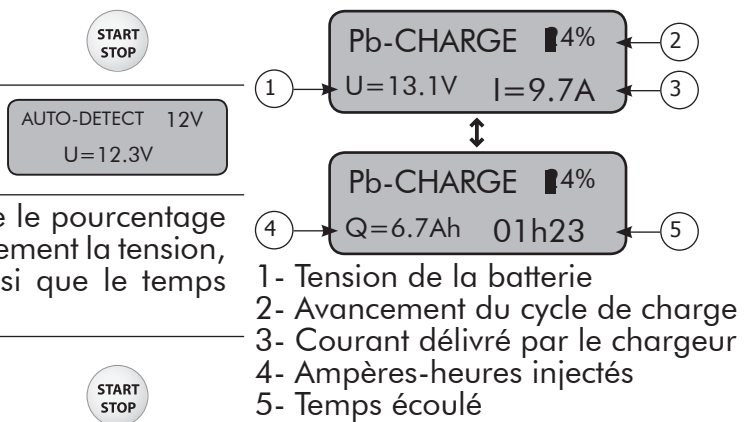 START
STOP
AUTO-DETECT 12V
U=12.3V
e le pourcentage
ement la tension,
si que le temps
START
STOP
Pb-CHARGE 4%
2
1
U=13.1V I=9.7A
3
Pb-CHARGE 4%
4
Q=6.7Ah 01h23
5
1- Tension de la batterie
2- Avancement du cycle de charge
3- Courant délivré par le chargeur
4- Ampères-heures injectés
5- Temps écoulé